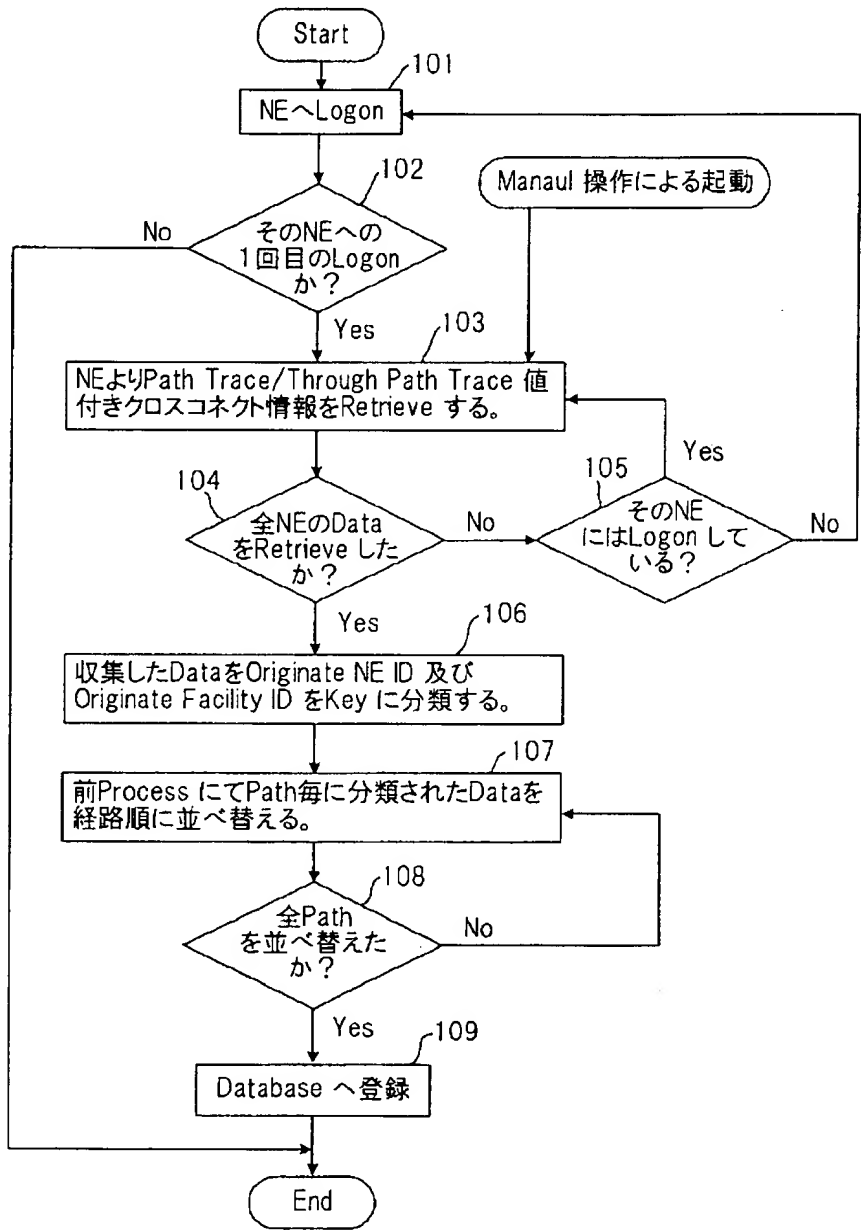 Start
101
NEへLogon
102
Manaul 操作による起動
No
そのNEへの
1回目のLogon
か？
Yes
103
NEよりPath Trace/Through Path Trace 値
付きクロスコネクト情報をRetrieve する。
104
全NEのData
をRetrieve したか？
No
105
Yes
そのNE
にはLogon して
いる？
No
Yes
106
収集したDataをOriginate NE ID 及び
Originate Facility ID をKey に分類する。
107
前Process にてPath毎に分類されたDataを
経路順に並べ替える。
108
全Path
を並べ替えた
か？
No
Yes
109
Database へ登録
End